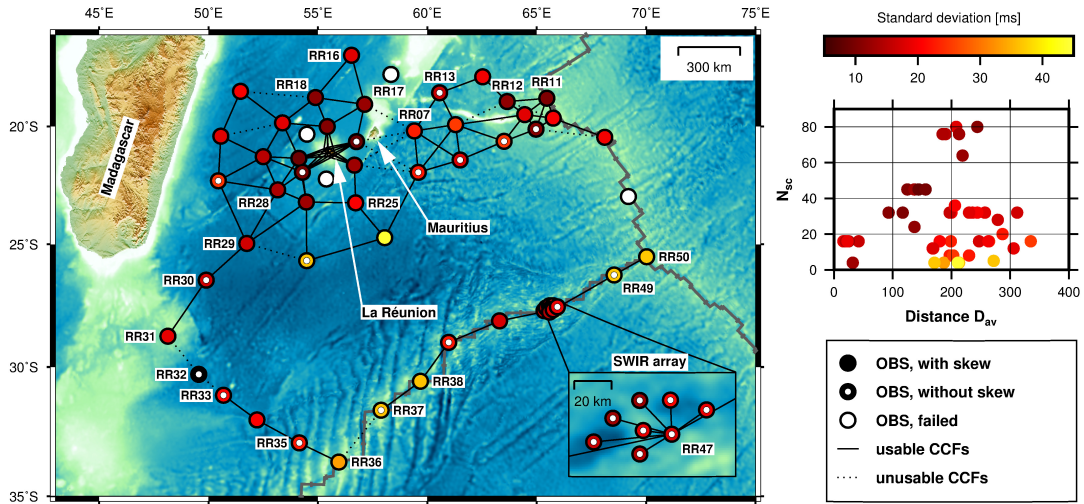 45°E 50°E 55°E 60°E 65°E 70°E 75°E
20°S
25°S
30°S
35°S
Madagascar
RR16
RR17
RR18
RR13
RR12
RR11
RR07
RR28
RR25
RR29
RR30
RR31
RR32
RR33
RR35
RR36
RR37
RR38
RR50
RR49
Mauritius
La Réunion
300 km
SWIR array
20 km
RR47
Standard deviation [ms]
10 20 30 40
Nsc
80
60
40
20
0
0 100 200 300 400
Distance Dav
OBS, with skew
OBS, without skew
OBS, failed
usable CCFs
unusable CCFs